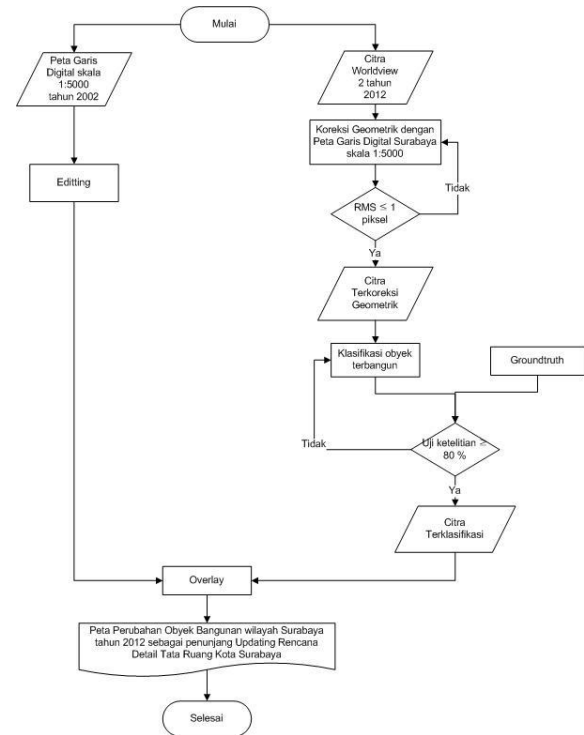 Mulai
Peta Garis
Digital skala
1:5000
tahun 2002
Citra
Worldview
2 tahun
2012
Koreksi Geometrik dengan
Peta Garis Digital Surabaya
skala 1:5000
Tidak
Editting
RMS ≤ 1
piksel
Ya
Citra
Terkoreksi
Geometrik
Klasifikasi obyek
terbangun
Groundtruth
Tidak
Uji ketelitian ≥
80 %
Ya
Citra
Terklasifikasi
Overlay
Peta Perubahan Obyek Bangunan wilayah Surabaya
tahun 2012 sebagai penunjang Updating Rencana
Detail Tata Ruang Kota Surabaya
Selesai